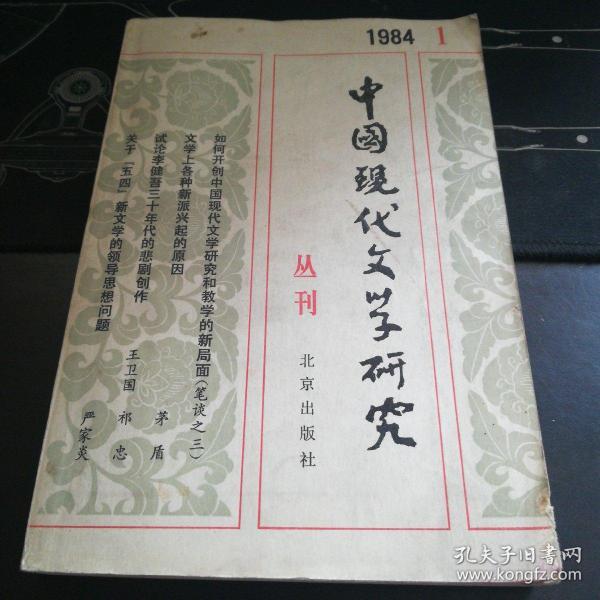 1984 1
中國現代文学研究
丛刊
北京出版社
如何开创中国现代文学研究和教学的新局面(笔谈之三)
文学上各种新派兴起的原因
茅盾
试论李健吾三十年代的悲剧创作
王卫国
祁忠
关于「五四」新文学的领导思想问题
严家炎
孔夫子旧书网
www.kongfz.com